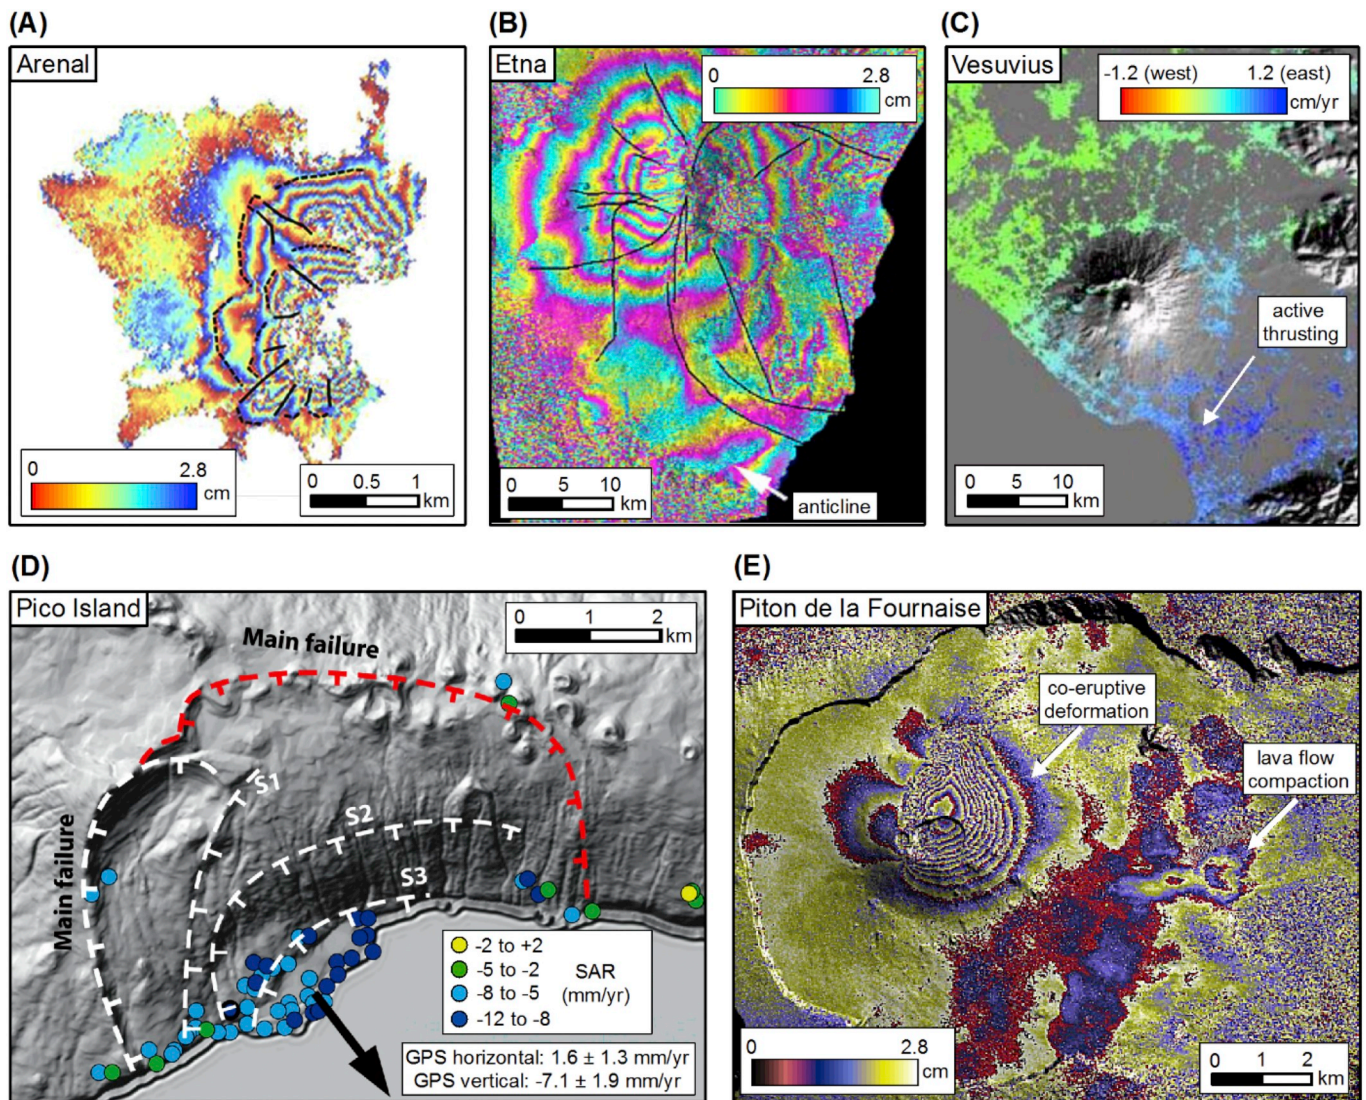 (A)
Arenal
0 2.8
cm
0 0.5 1
km
(B)
Etna
0 2.8
cm
0 5 10
km
anticline
(C)
Vesuvius
-1.2 (west) 1.2 (east)
cm/yr
active
thrusting
0 5 10
km
(D)
Pico Island
0 1 2
km
Main failure
Main failure
S1
S2
S3
-2 to +2
-5 to -2
-8 to -5
-12 to -8
SAR
(mm/yr)
GPS horizontal: 1.6 ± 1.3 mm/yr
GPS vertical: -7.1 ± 1.9 mm/yr
(E)
Piton de la Fournaise
co-eruptive
deformation
lava flow
compaction
0 2.8
cm
0 1 2
km